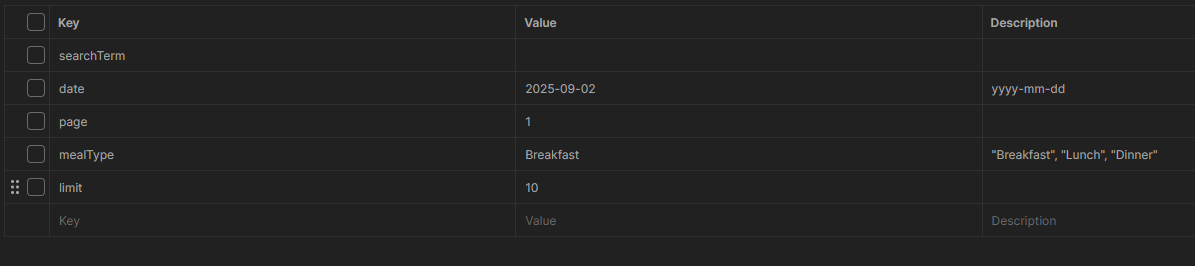 Key Value Description
searchTerm
date 2025-09-02 yyyy-mm-dd
page 1
mealType Breakfast "Breakfast", "Lunch", "Dinner"
limit 10
Key Value Description